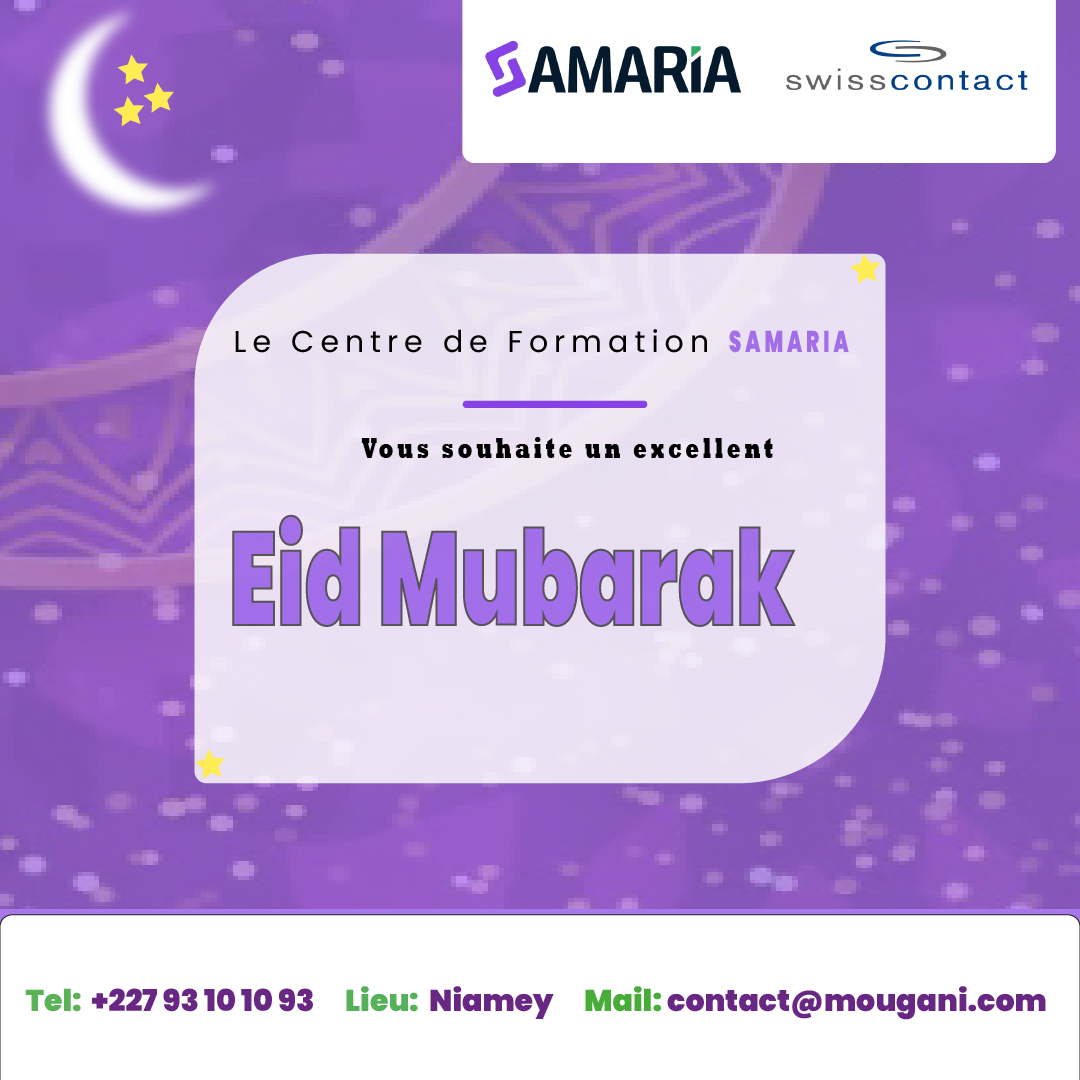 SAMARIA
swisscontact
Le Centre de Formation SAMARIA
Vous souhaite un excellent
Eid Mubarak
Tel: +227 93 10 10 93 Lieu: Niamey Mail: contact@mougani.com